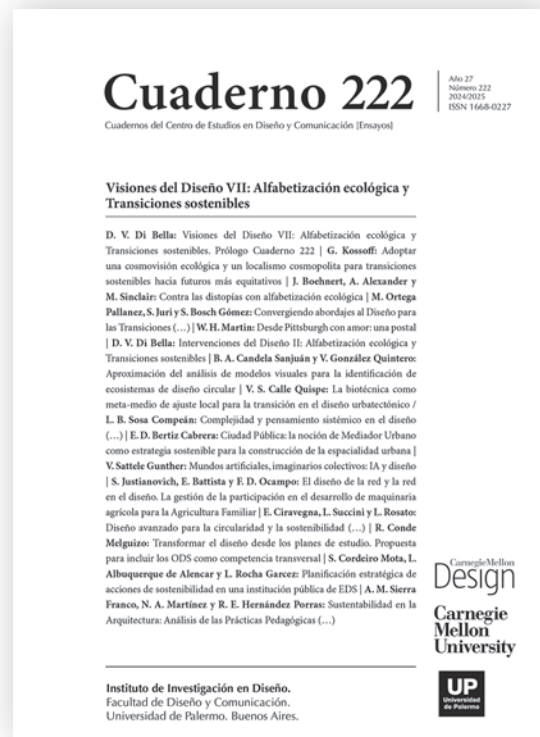 Cuaderno 222
Cuadernos del Centro de Estudios en Diseño y Comunicación [Ensayos]
Año 27
Número 222
2024/2025
ISSN 1668-0227
Visiones del Diseño VII: Alfabetización ecológica y
Transiciones sostenibles
D. V. Di Bella: Visiones del Diseño VII: Alfabetización ecológica y
Transiciones sostenibles. Prólogo Cuaderno 222 | G. Kossoff: Adoptar
una cosmovisión ecológica y un localismo cosmopolita para transiciones
sostenibles hacia futuros más equitativos | J. Boehnert, A. Alexander y
M. Sinclair: Contra las distopías con alfabetización ecológica | M. Ortega
Pallanez, S. Juri y S. Bosch Gómez: Convergiendo abordajes al Diseño para
las Transiciones (...) | W. H. Martin: Desde Pittsburgh con amor: una postal
| D. V. Di Bella: Intervenciones del Diseño II: Alfabetización ecológica y
Transiciones sostenibles | B. A. Candela Sanjuán y V. González Quintero:
Aproximación del análisis de modelos visuales para la identificación de
ecosistemas de diseño circular | V. S. Calle Quispe: La biotécnica como
meta-medio de ajuste local para la transición en el diseño urbatectónico /
L. B. Sosa Compeán: Complejidad y pensamiento sistémico en el diseño
(...) | E. D. Bertiz Cabrera: Ciudad Pública: la noción de Mediador Urbano
como estrategia sostenible para la construcción de la espacialidad urbana |
V. Sattele Gunther: Mundos artificiales, imaginarios colectivos: IA y diseño
| S. Justianovich, E. Battista y F. D. Ocampo: El diseño de la red y la red
en el diseño. La gestión de la participación en el desarrollo de maquinaria
agrícola para la Agricultura Familiar | E. Ciravegna, L. Succini y L. Rosato:
Diseño avanzado para la circularidad y la sostenibilidad (...) | R. Conde
Melguizo: Transformar el diseño desde los planes de estudio. Propuesta
para incluir los ODS como competencia transversal | S. Cordeiro Mota, L.
Albuquerque de Alencar y L. Rocha Garcez: Planificación estratégica de
acciones de sostenibilidad en una institución pública de EDS | A. M. Sierra
Franco, N. A. Martínez y R. E. Hernández Porras: Sustentabilidad en la
Arquitectura: Análisis de las Prácticas Pedagógicas (...)
CarnegieMellon
Design
Carnegie
Mellon
University
UP
Universidad
de Palermo
Instituto de Investigación en Diseño.
Facultad de Diseño y Comunicación.
Universidad de Palermo. Buenos Aires.